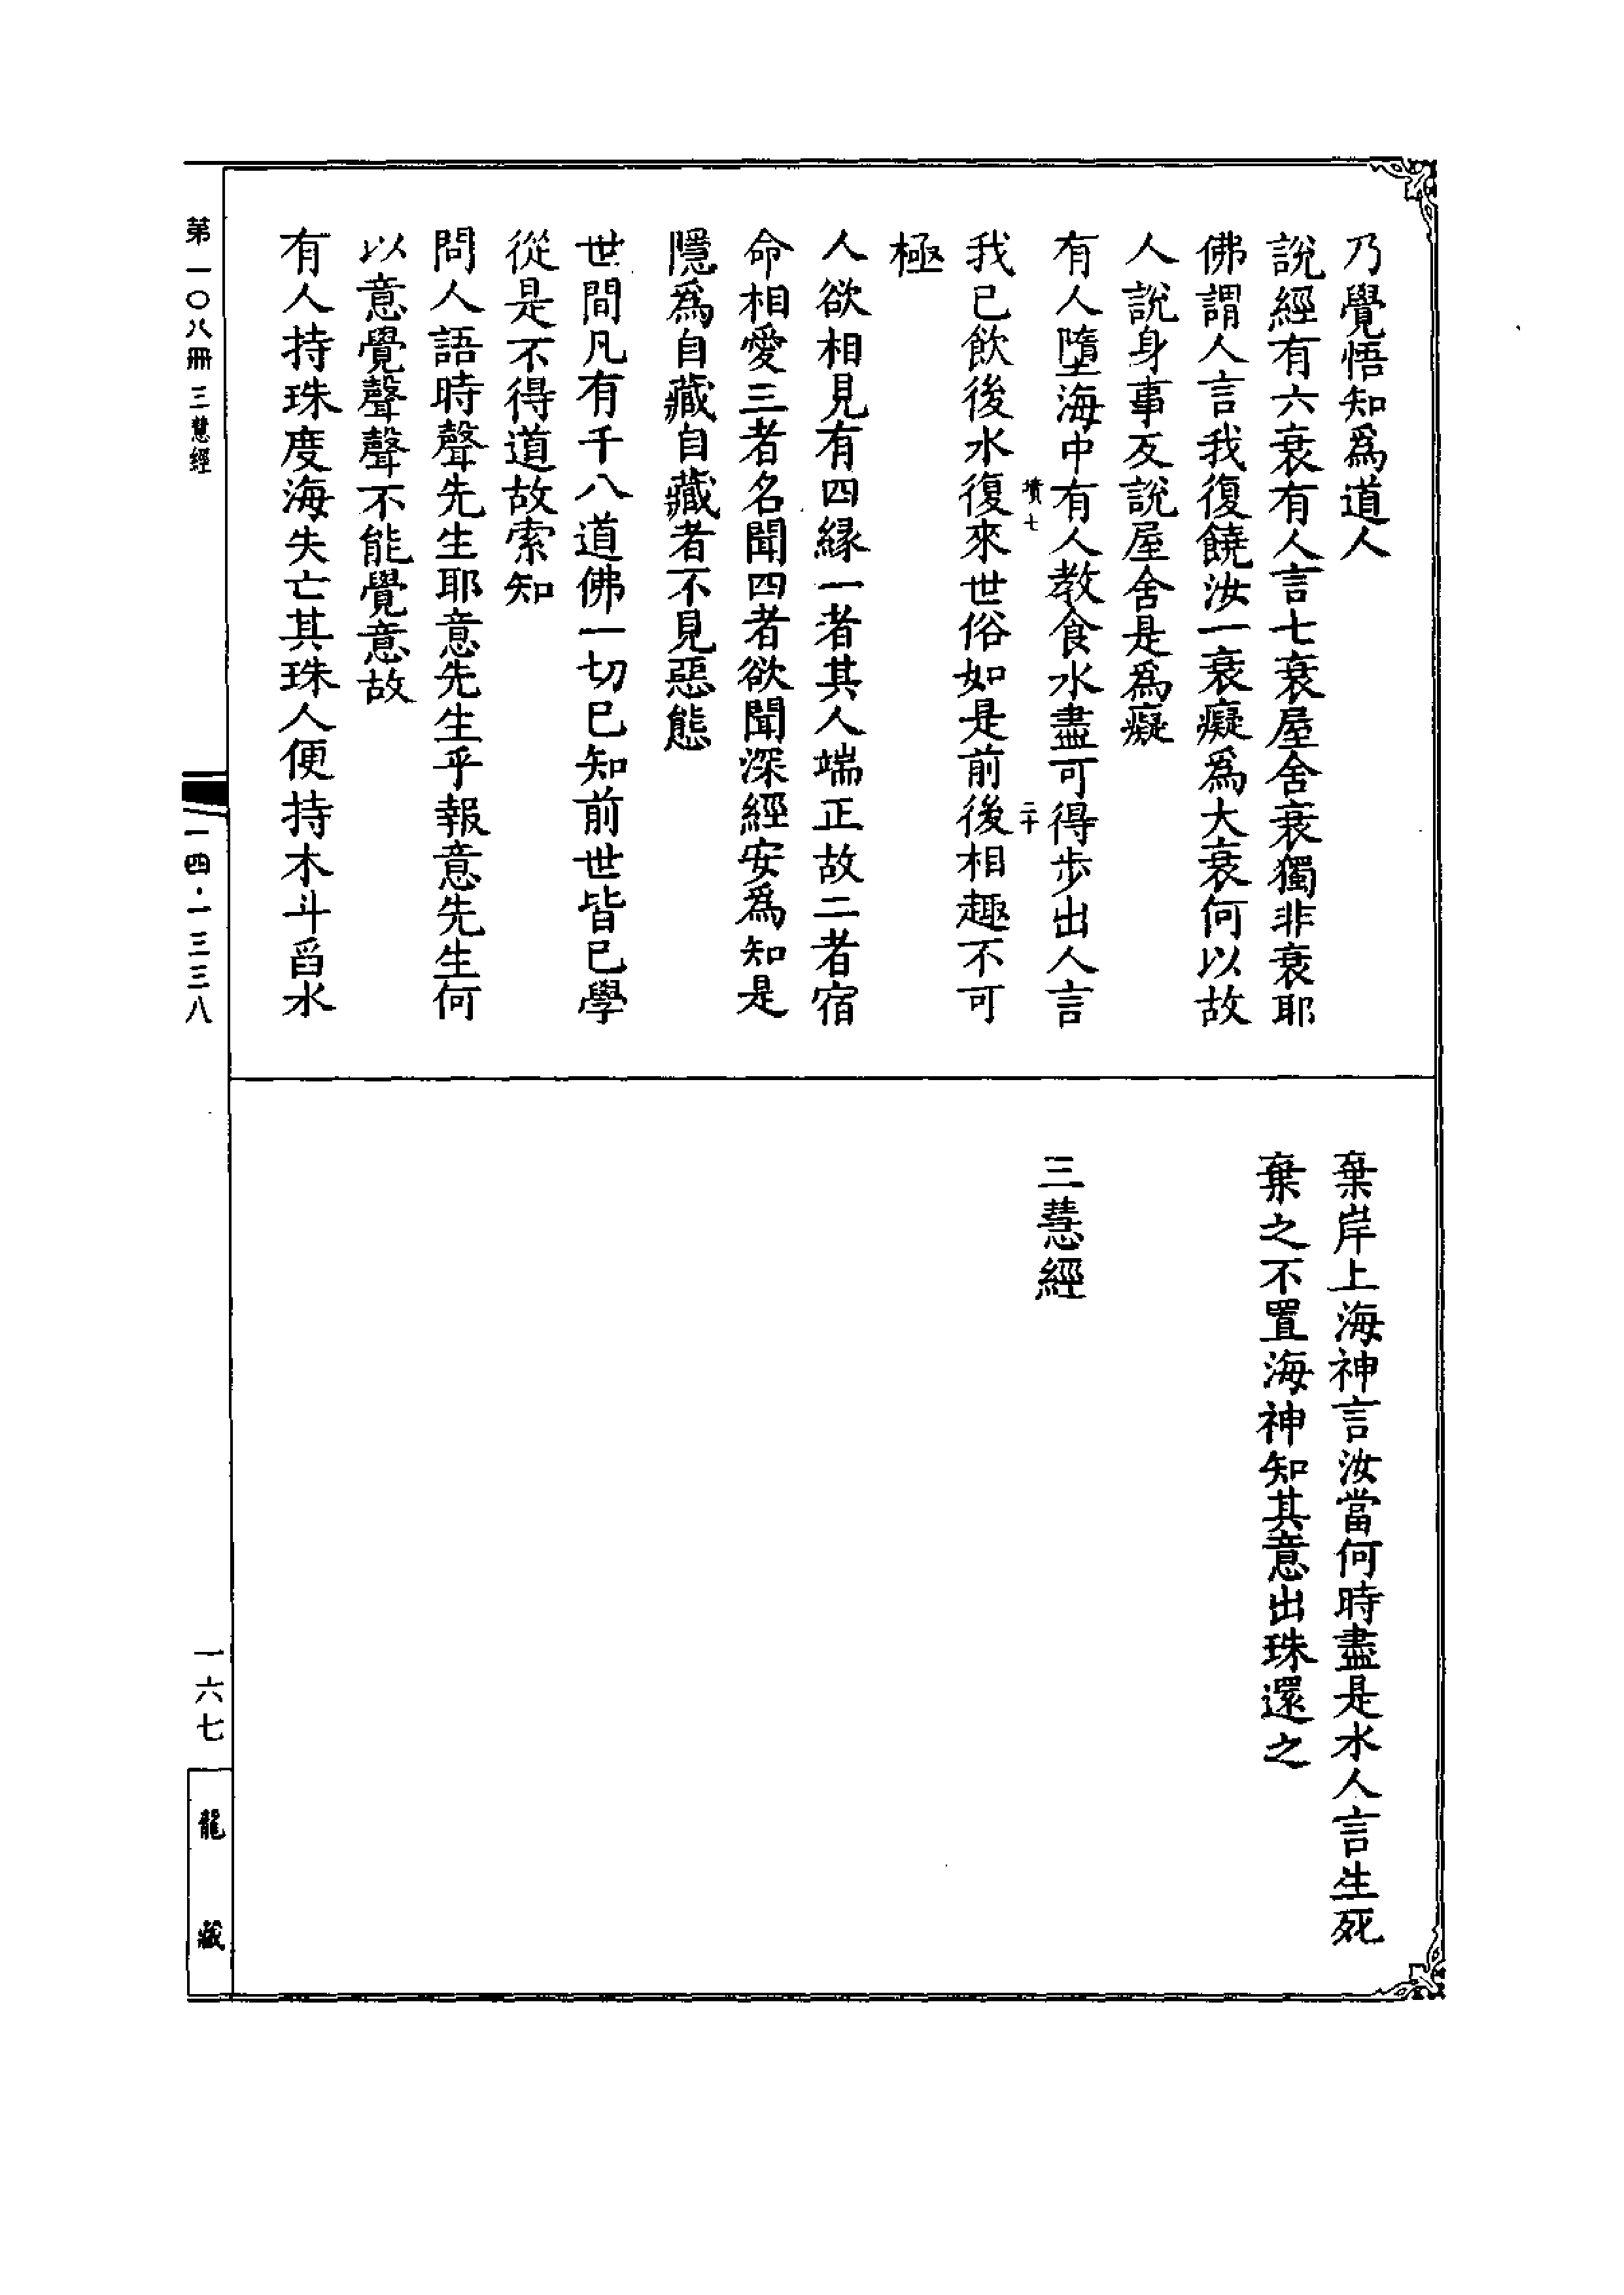 乃覺悟知爲道人
說經有六衰有人言七衰屋舍衰獨非衰耶
佛謂人言我復饒汝一衰癡爲大衰何以故
人說身事反說屋舍是爲癡
有人墮海中有人教食水盡可得步出人言
墳七
二十
我已飲後水復來世俗如是前後相趣不可
極
人欲相見有四緣一者其人端正故二者宿
命相愛三者名聞四者欲聞深經安爲知是
隱爲自藏自藏者不見惡態
世間凡有千八道佛一切已知前世皆已學
從是不得道故索知
問人語時聲先生耶意先生乎報意先生何
以意覺聲聲不能覺意故
有人持珠度海失亡其珠人便持木斗舀水
棄岸上海神言汝當何時盡是水人言生死
棄之不置海神知其意出珠還之
三慧經
第一〇八冊 三慧經
一四·一三三八
一六七
龍藏